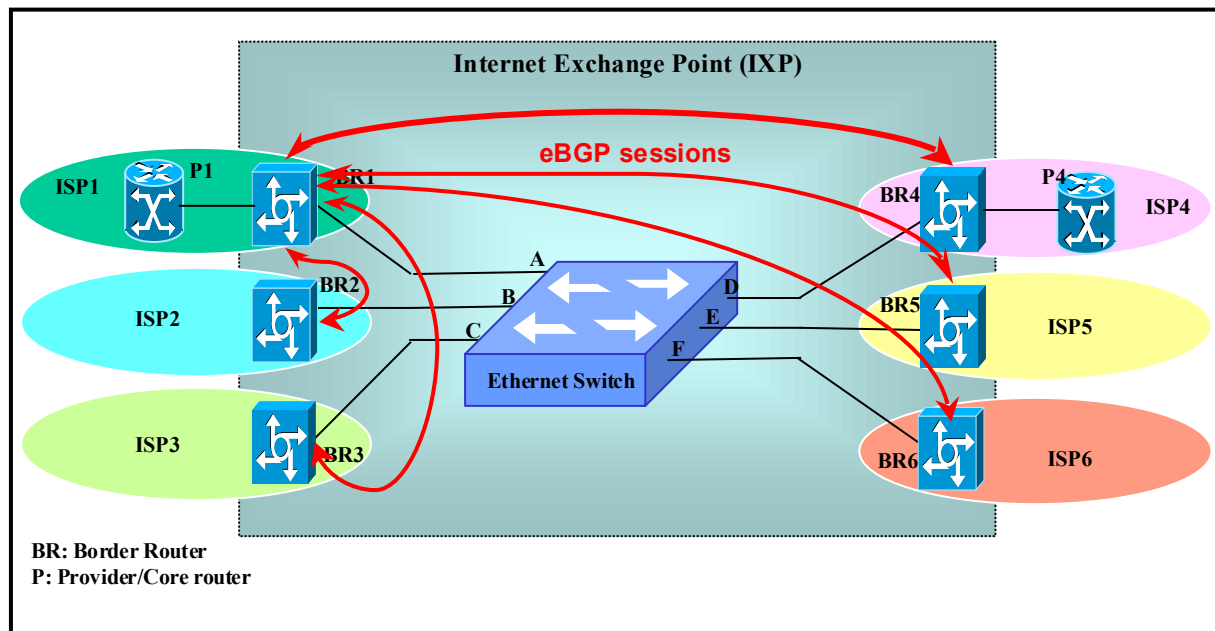 Internet Exchange Point (IXP)
eBGP sessions
ISP1
P1
BR1
BR4
P4
ISP4
A
BR2
B
ISP2
C
D
E
F
BR5
ISP5
Ethernet Switch
ISP3
BR3
BR6
ISP6
BR: Border Router
P: Provider/Core router